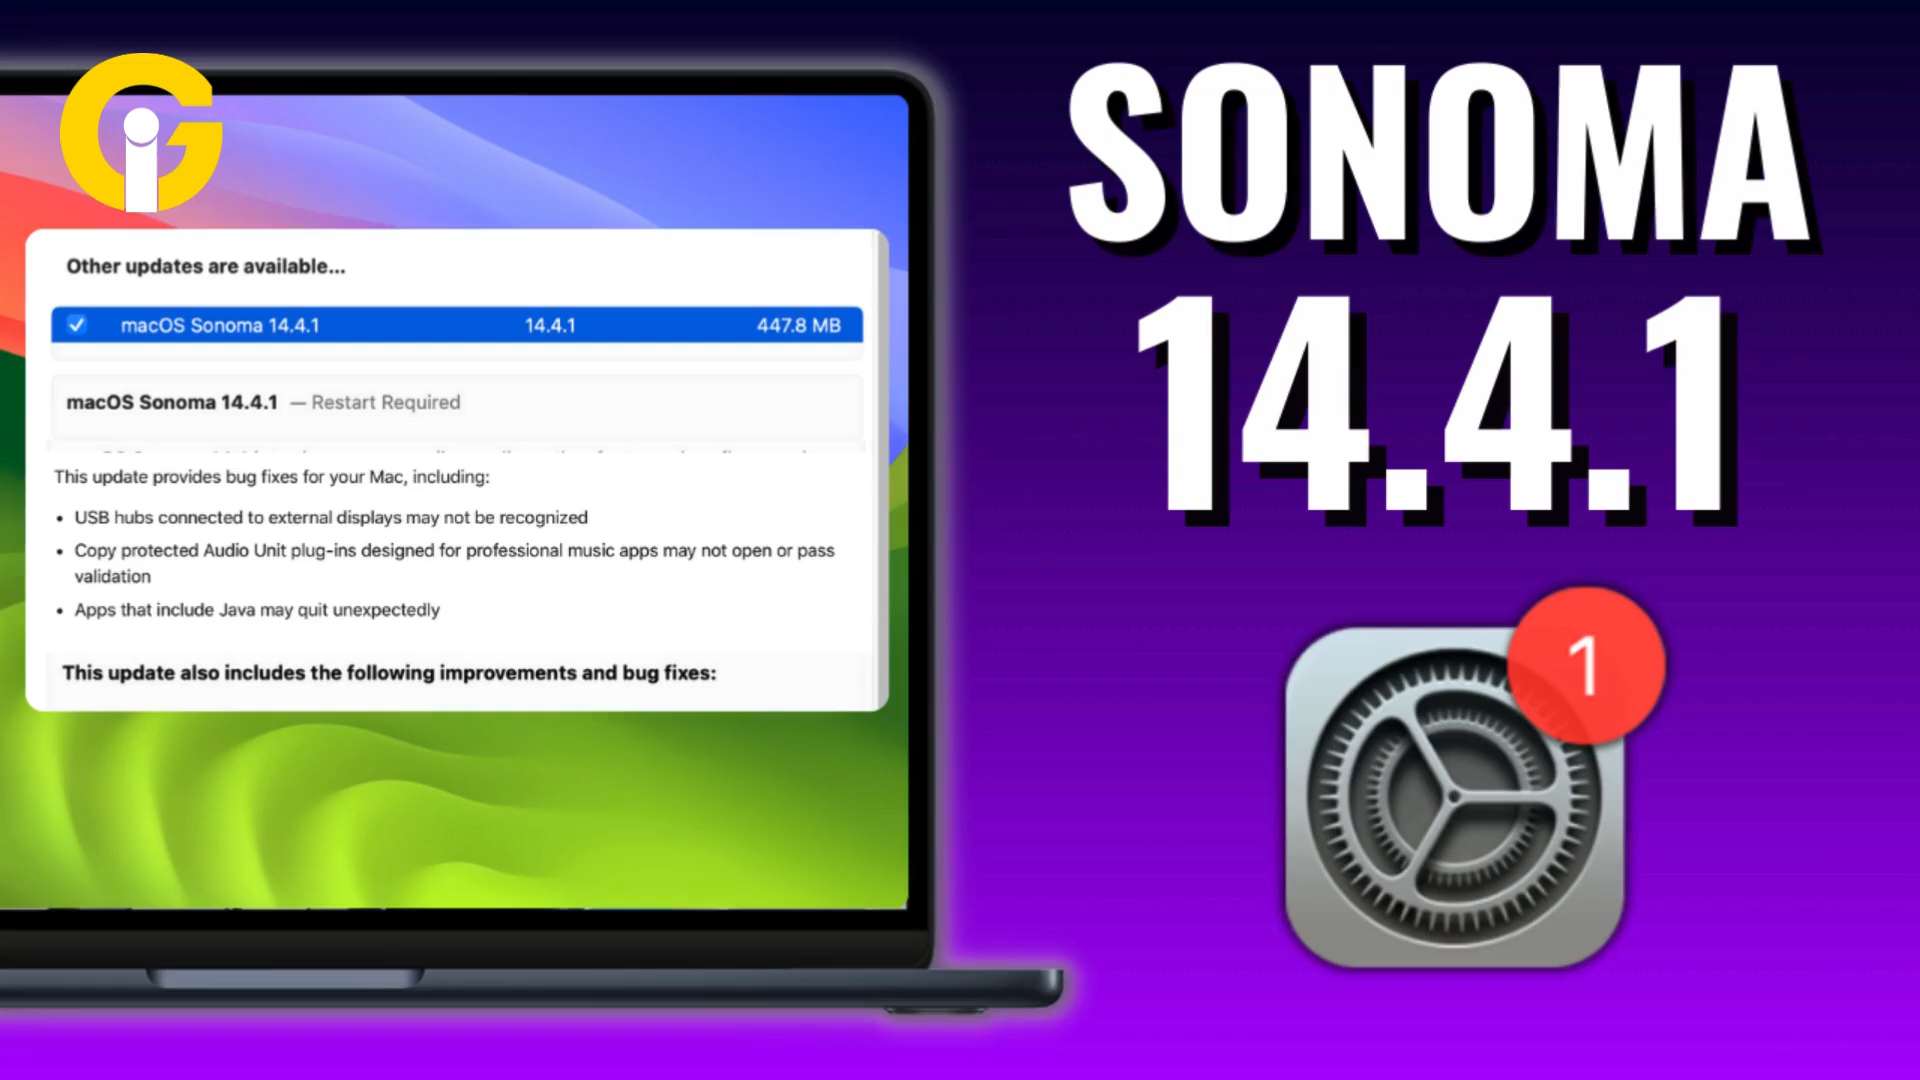 Gi
Other updates are available...
macOS Sonoma 14.4.1 14.4.1 447.8 MB
macOS Sonoma 14.4.1 — Restart Required
This update provides bug fixes for your Mac, including:
• USB hubs connected to external displays may not be recognized
• Copy protected Audio Unit plug-ins designed for professional music apps may not open or pass
validation
• Apps that include Java may quit unexpectedly
This update also includes the following improvements and bug fixes:
SONOMA
14.4.1
1